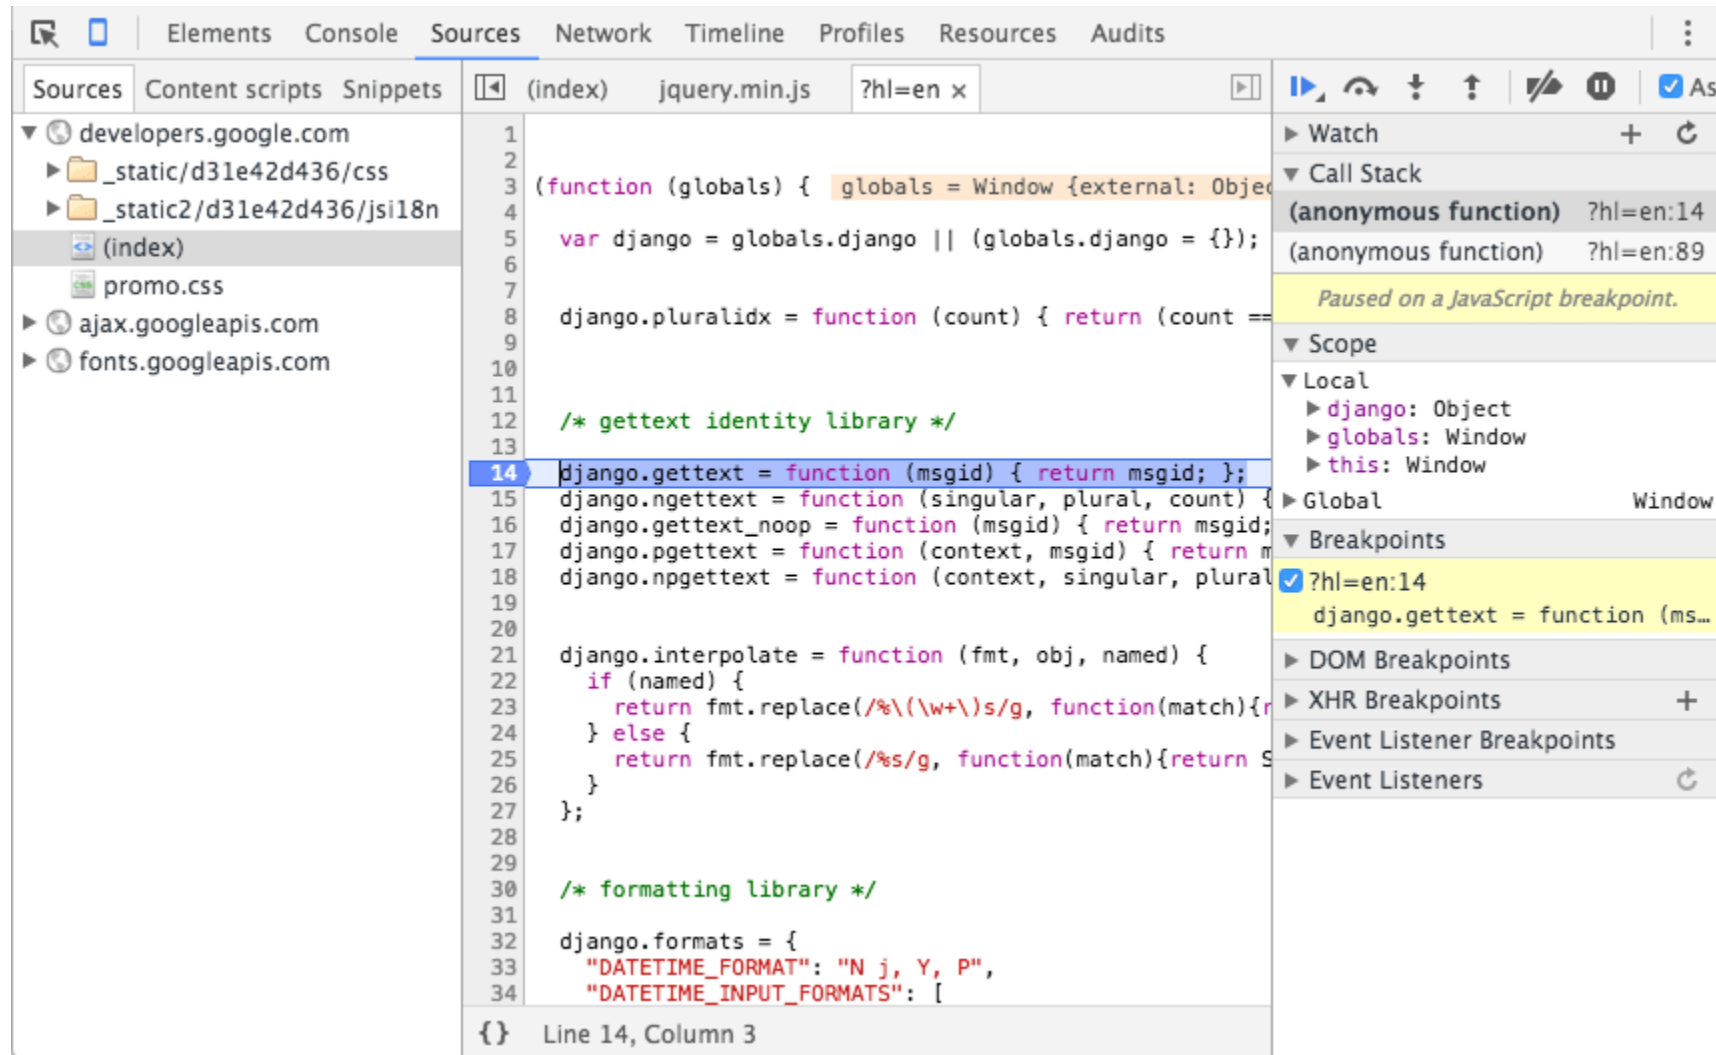 Elements Console Sources Network Timeline Profiles Resources Audits
Sources Content scripts Snippets
developers.google.com
_static/d31e42d436/css
_static2/d31e42d436/jsi18n
(index)
promo.css
ajax.googleapis.com
fonts.googleapis.com
(index) jquery.min.js ?hl=en ×
1
2
3 (function (globals) { globals = Window {external: Objec
4
5 var django = globals.django || (globals.django = {});
6
7
8 django.pluralidx = function (count) { return (count ==
9
10
11
12 /* gettext identity library */
13
14 django.gettext = function (msgid) { return msgid; };
15 django.ngettext = function (singular, plural, count) {
16 django.gettext_noop = function (msgid) { return msgid;
17 django.pgettext = function (context, msgid) { return m
18 django.npgettext = function (context, singular, plural
19
20
21 django.interpolate = function (fmt, obj, named) {
22 if (named) {
23 return fmt.replace(/%\(\w+\)s/g, function(match){r
24 } else {
25 return fmt.replace(/%s/g, function(match){return S
26 }
27 };
28
29
30 /* formatting library */
31
32 django.formats = {
33 "DATETIME_FORMAT": "N j, Y, P",
34 "DATETIME_INPUT_FORMATS": [
{} Line 14, Column 3
As
Watch
Call Stack
(anonymous function) ?hl=en:14
(anonymous function) ?hl=en:89
Paused on a JavaScript breakpoint.
Scope
Local
django: Object
globals: Window
this: Window
Global Window
Breakpoints
?hl=en:14
django.gettext = function (ms…
DOM Breakpoints
XHR Breakpoints
Event Listener Breakpoints
Event Listeners